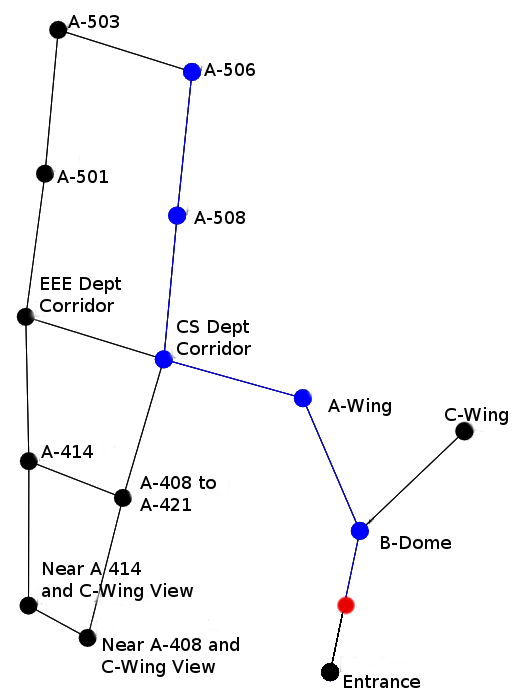 A-503
A-506
A-501
A-508
EEE Dept
Corridor
CS Dept
Corridor
A-Wing
C-Wing
A-414
A-408 to
A-421
B-Dome
Near A-414
and C-Wing View
Near A-408 and
C-Wing View
Entrance